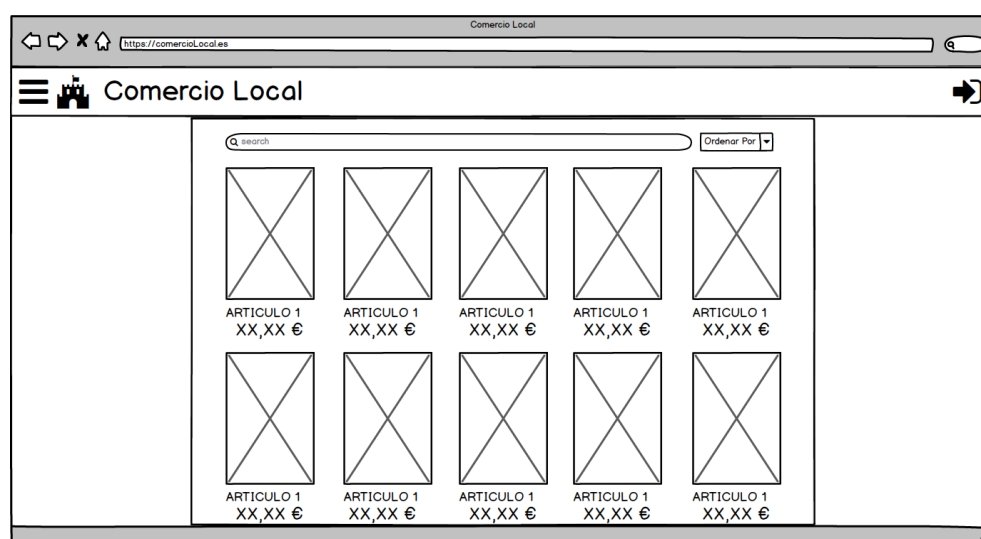 Comercio Local
https://comercioLocal.es
Comercio Local
search
Ordenar Por
ARTICULO 1 ARTICULO 1 ARTICULO 1 ARTICULO 1 ARTICULO 1
XX,XX € XX,XX € XX,XX € XX,XX € XX,XX €
ARTICULO 1 ARTICULO 1 ARTICULO 1 ARTICULO 1 ARTICULO 1
XX,XX € XX,XX € XX,XX € XX,XX € XX,XX €